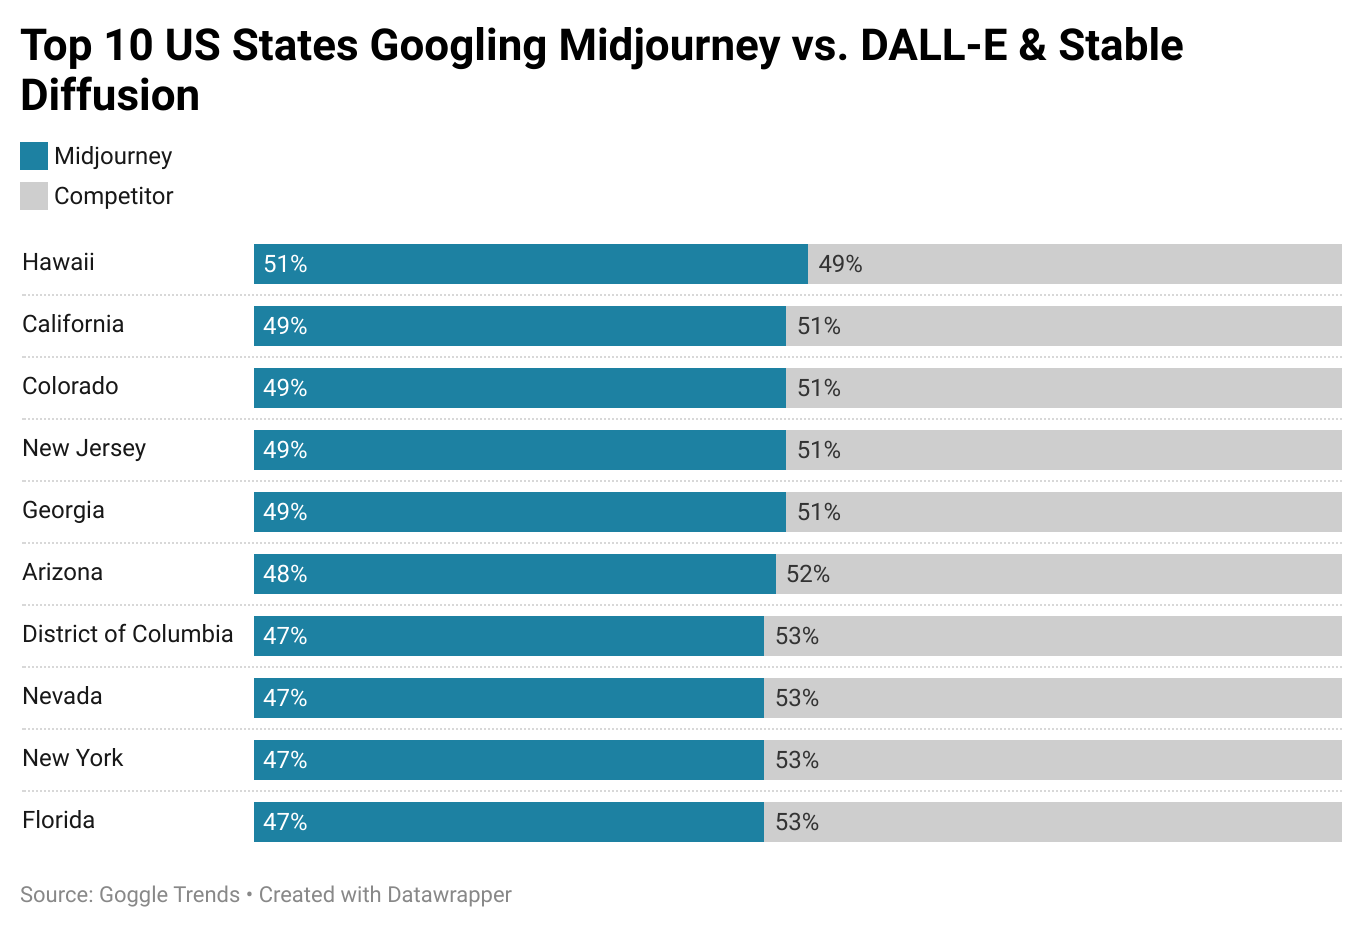 Top 10 US States Googling Midjourney vs. DALL-E & Stable
Diffusion
Midjourney
Competitor
Hawaii 51% 49%
California 49% 51%
Colorado 49% 51%
New Jersey 49% 51%
Georgia 49% 51%
Arizona 48% 52%
District of Columbia 47% 53%
Nevada 47% 53%
New York 47% 53%
Florida 47% 53%
Source: Goggle Trends • Created with Datawrapper